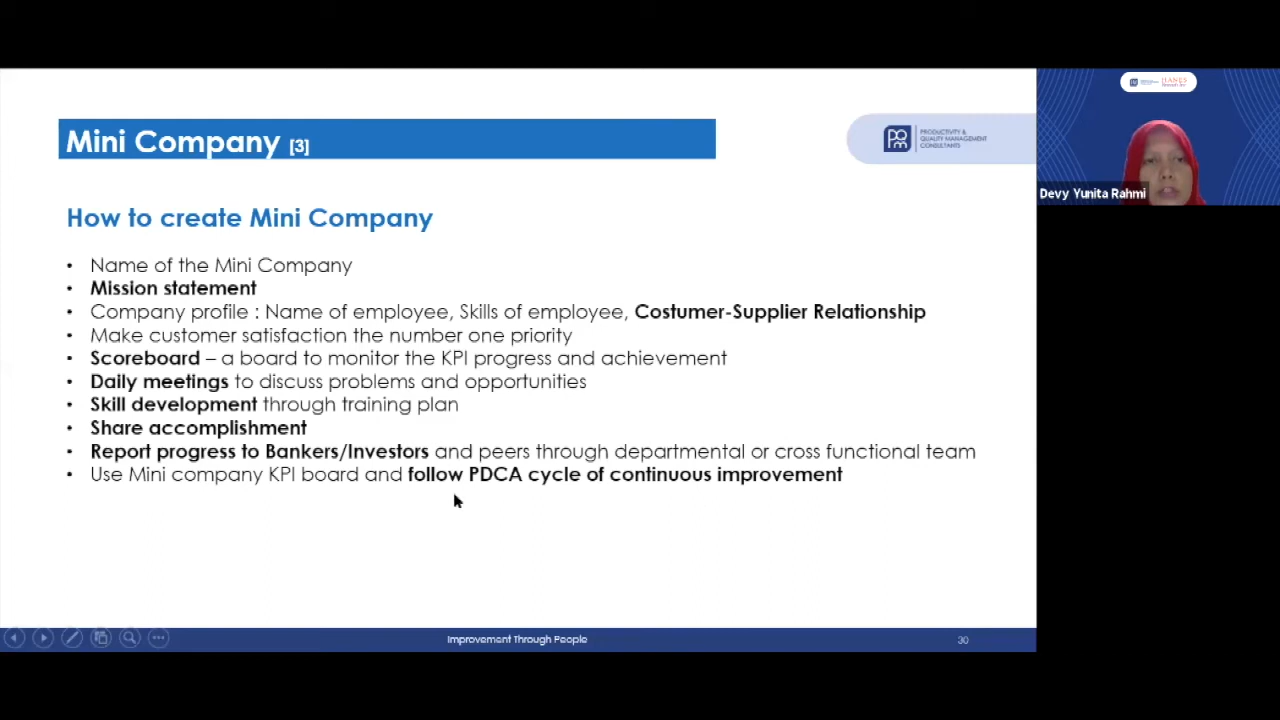 Mini Company [3]
PRODUCTIVITY &
QUALITY MANAGEMENT
CONSULTANTS
Devy Yunita Rahmi
How to create Mini Company
• Name of the Mini Company
• Mission statement
• Company profile : Name of employee, Skills of employee, Costumer-Supplier Relationship
• Make customer satisfaction the number one priority
• Scoreboard – a board to monitor the KPI progress and achievement
• Daily meetings to discuss problems and opportunities
• Skill development through training plan
• Share accomplishment
• Report progress to Bankers/Investors and peers through departmental or cross functional team
• Use Mini company KPI board and follow PDCA cycle of continuous improvement
Improvement Through People
30